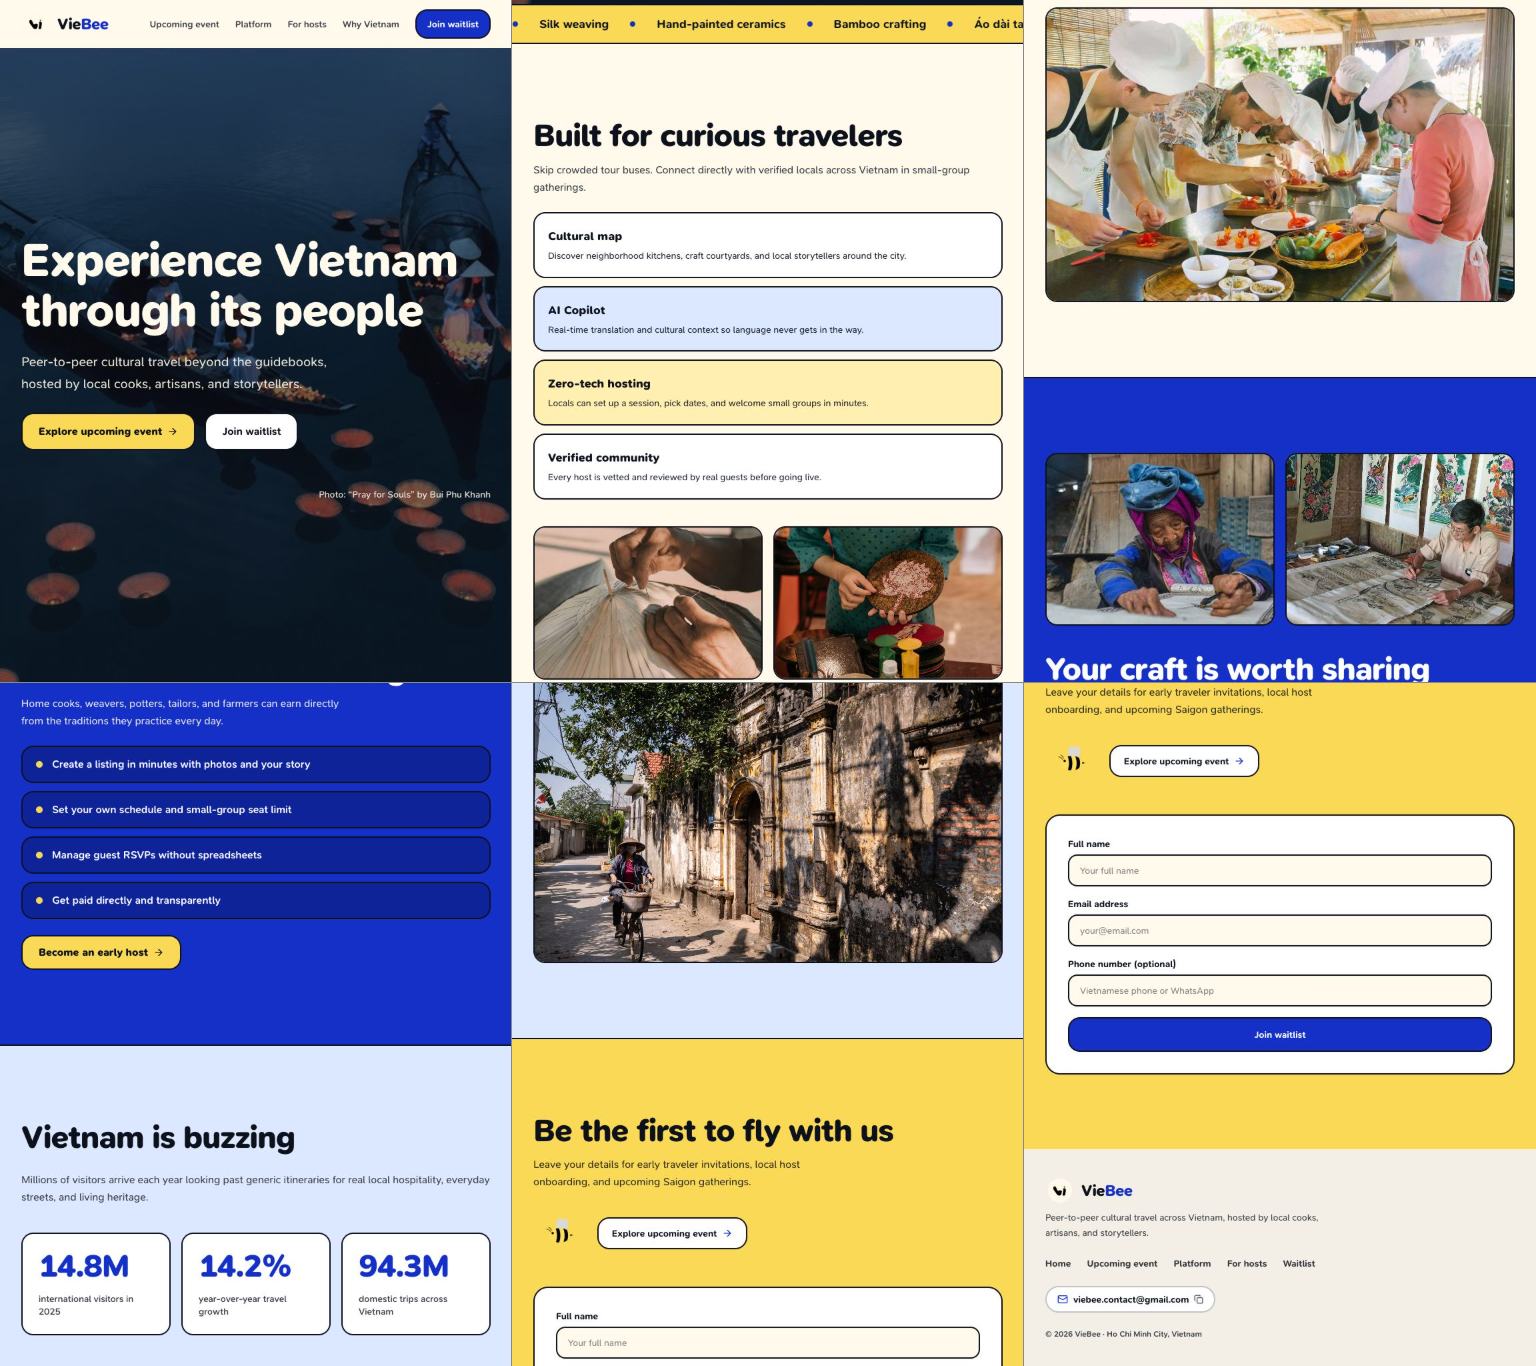 VieBee
Upcoming event
Platform
For hosts
Why Vietnam
Join waitlist
Experience Vietnam
through its people
Peer-to-peer cultural travel beyond the guidebooks,
hosted by local cooks, artisans, and storytellers.
Explore upcoming event →
Join waitlist
Photo: "Pray for Souls" by Bui Phu Khanh
Silk weaving • Hand-painted ceramics • Bamboo crafting • Áo dài ta
Built for curious travelers
Skip crowded tour buses. Connect directly with verified locals across Vietnam in small-group
gatherings.
Cultural map
Discover neighborhood kitchens, craft courtyards, and local storytellers around the city.
AI Copilot
Real-time translation and cultural context so language never gets in the way.
Zero-tech hosting
Locals can set up a session, pick dates, and welcome small groups in minutes.
Verified community
Every host is vetted and reviewed by real guests before going live.
Your craft is worth sharing
Home cooks, weavers, potters, tailors, and farmers can earn directly
from the traditions they practice every day.
Create a listing in minutes with photos and your story
Set your own schedule and small-group seat limit
Manage guest RSVPs without spreadsheets
Get paid directly and transparently
Become an early host →
Vietnam is buzzing
Millions of visitors arrive each year looking past generic itineraries for real local hospitality, everyday
streets, and living heritage.
14.8M
international visitors in
2025
14.2%
year-over-year travel
growth
94.3M
domestic trips across
Vietnam
Be the first to fly with us
Leave your details for early traveler invitations, local host
onboarding, and upcoming Saigon gatherings.
Explore upcoming event →
Full name
Your full name
Leave your details for early traveler invitations, local host
onboarding, and upcoming Saigon gatherings.
Explore upcoming event →
Full name
Your full name
Email address
your@email.com
Phone number (optional)
Vietnamese phone or WhatsApp
Join waitlist
VieBee
Peer-to-peer cultural travel across Vietnam, hosted by local cooks,
artisans, and storytellers.
Home
Upcoming event
Platform
For hosts
Waitlist
viebee.contact@gmail.com
© 2026 VieBee · Ho Chi Minh City, Vietnam